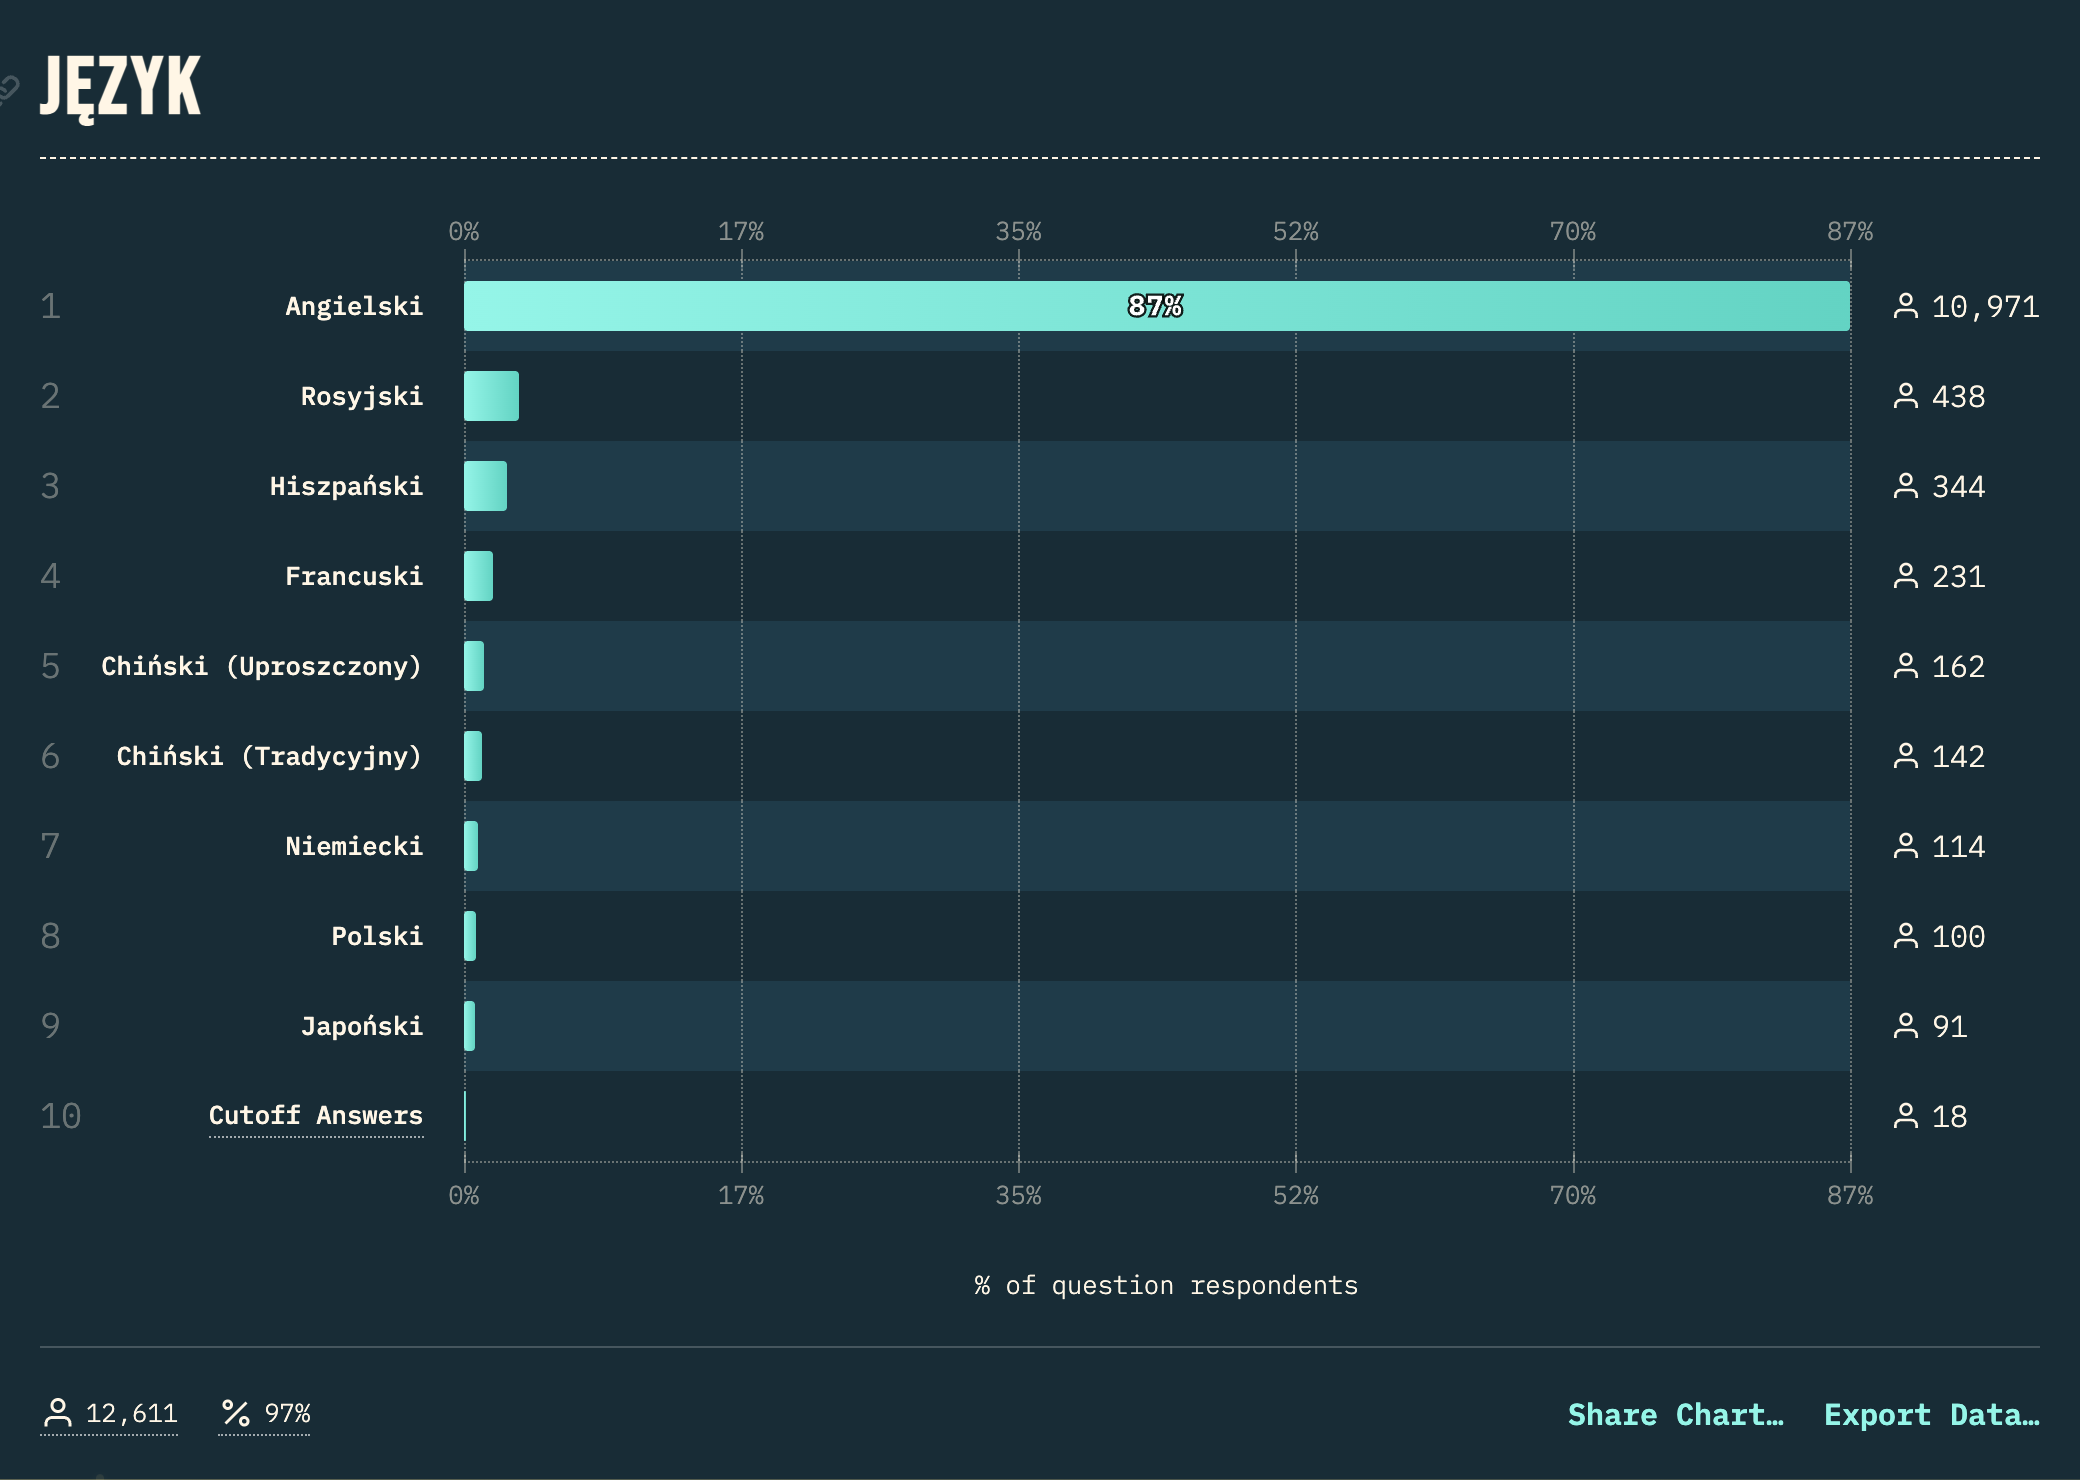 JĘZYK
0% 17% 35% 52% 70% 87%
1 Angielski 87% 10,971
2 Rosyjski 438
3 Hiszpański 344
4 Francuski 231
5 Chiński (Uproszczony) 162
6 Chiński (Tradycyjny) 142
7 Niemiecki 114
8 Polski 100
9 Japoński 91
10 Cutoff Answers 18
0% 17% 35% 52% 70% 87%
% of question respondents
12,611 97% Share Chart… Export Data…